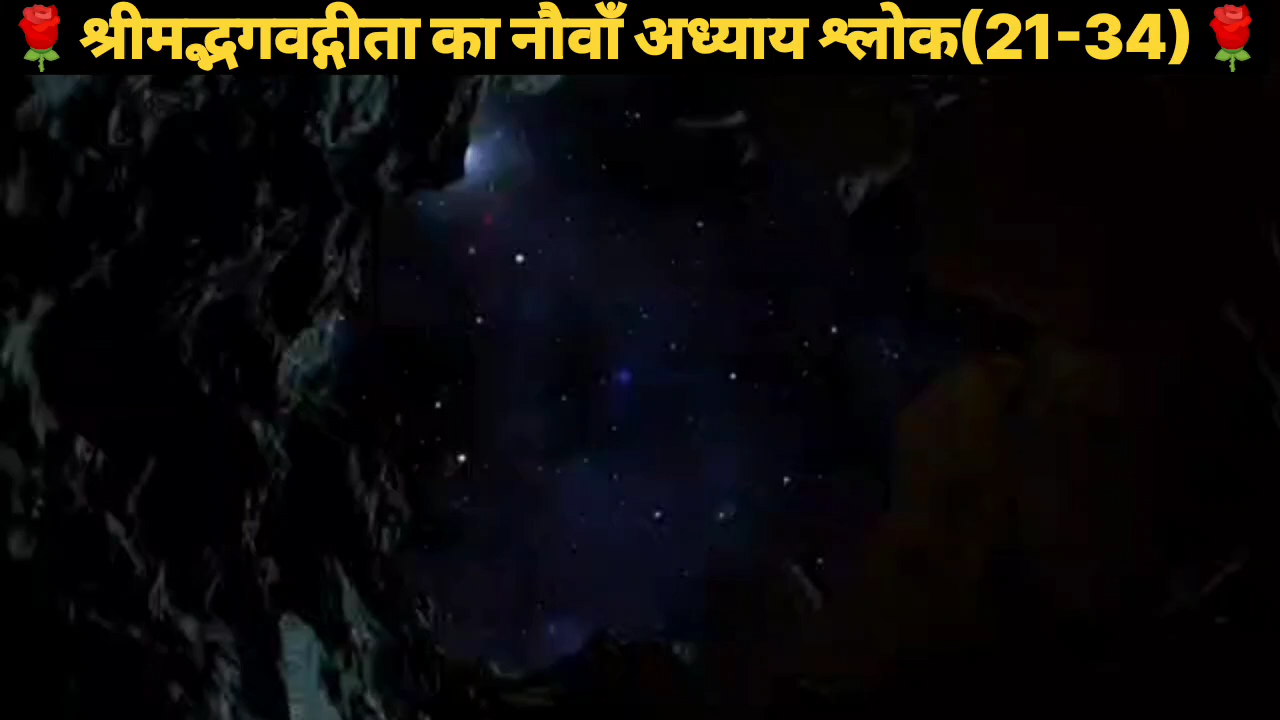 🌹 श्रीमद्भगवद्गीता का नौवाँ अध्याय श्लोक(21-34) 🌹